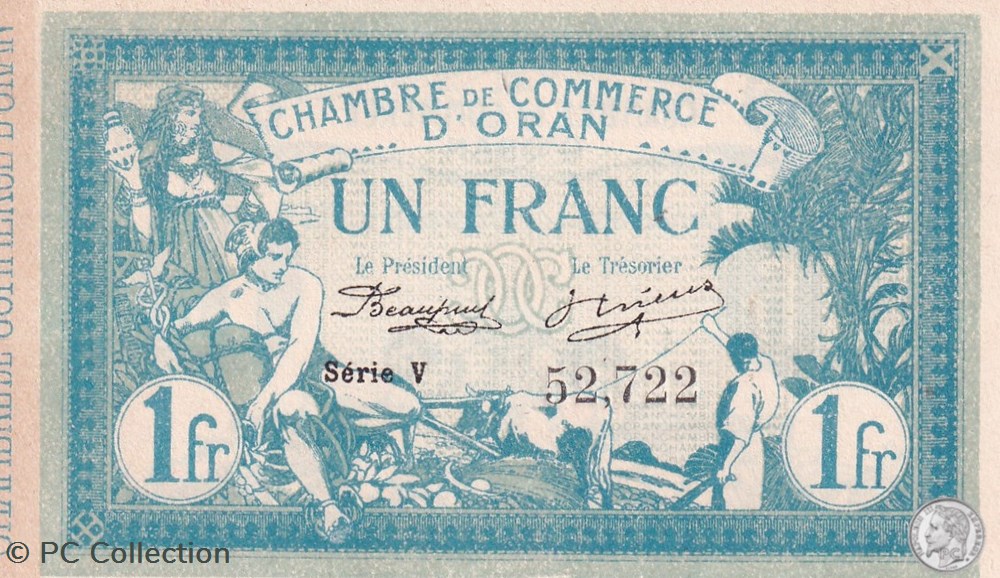 CHAMBRE DE COMMERCE
D'ORAN
UN FRANC
Le Président
Le Trésorier
Série V
52,722
1fr
1fr
© PC Collection